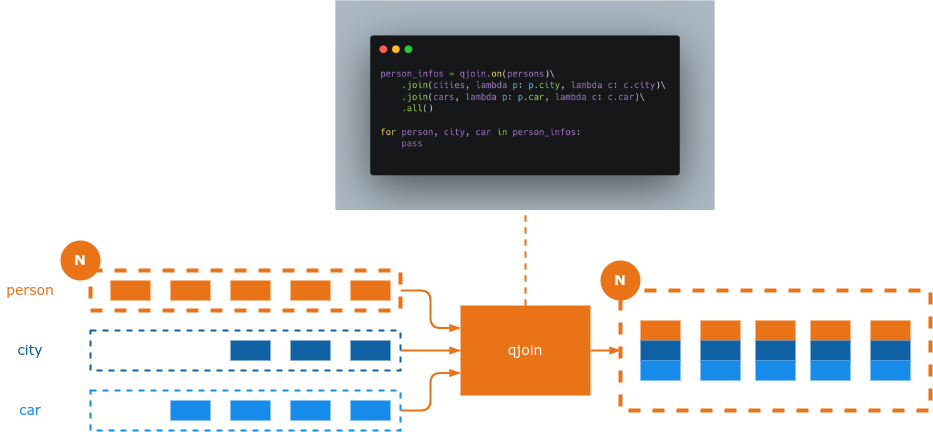 person_infos = qjoin.on(persons)\
    .join(cities, lambda p: p.city, lambda c: c.city)\
    .join(cars, lambda p: p.car, lambda c: c.car)\
    .all()

for person, city, car in person_infos:
    pass
N
person
N
city
qjoin
car